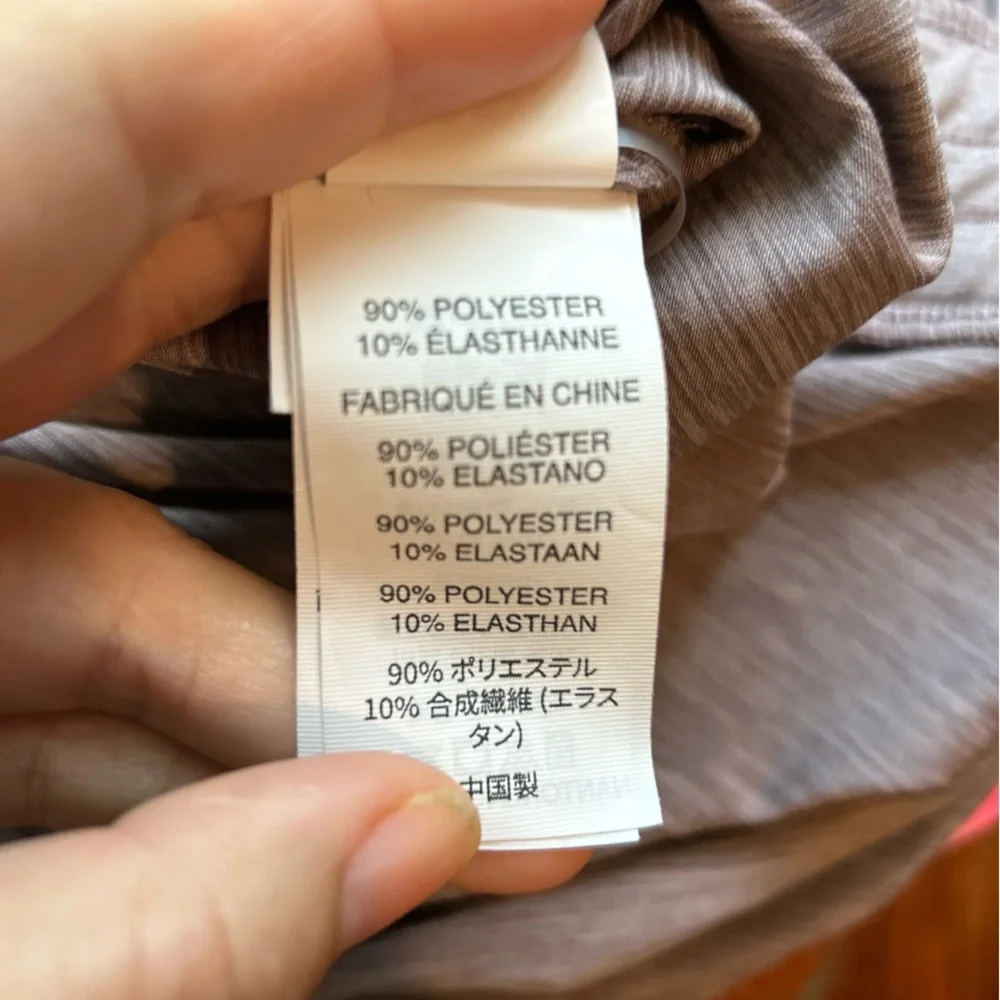 90% POLYESTER
10% ÉLASTHANNE
FABRIQUÉ EN CHINE
90% POLIÉSTER
10% ELASTANO
90% POLYESTER
10% ELASTAAN
90% POLYESTER
10% ELASTHAN
90% ポリエステル
10% 合成繊維 (エラス
タン)
中国製